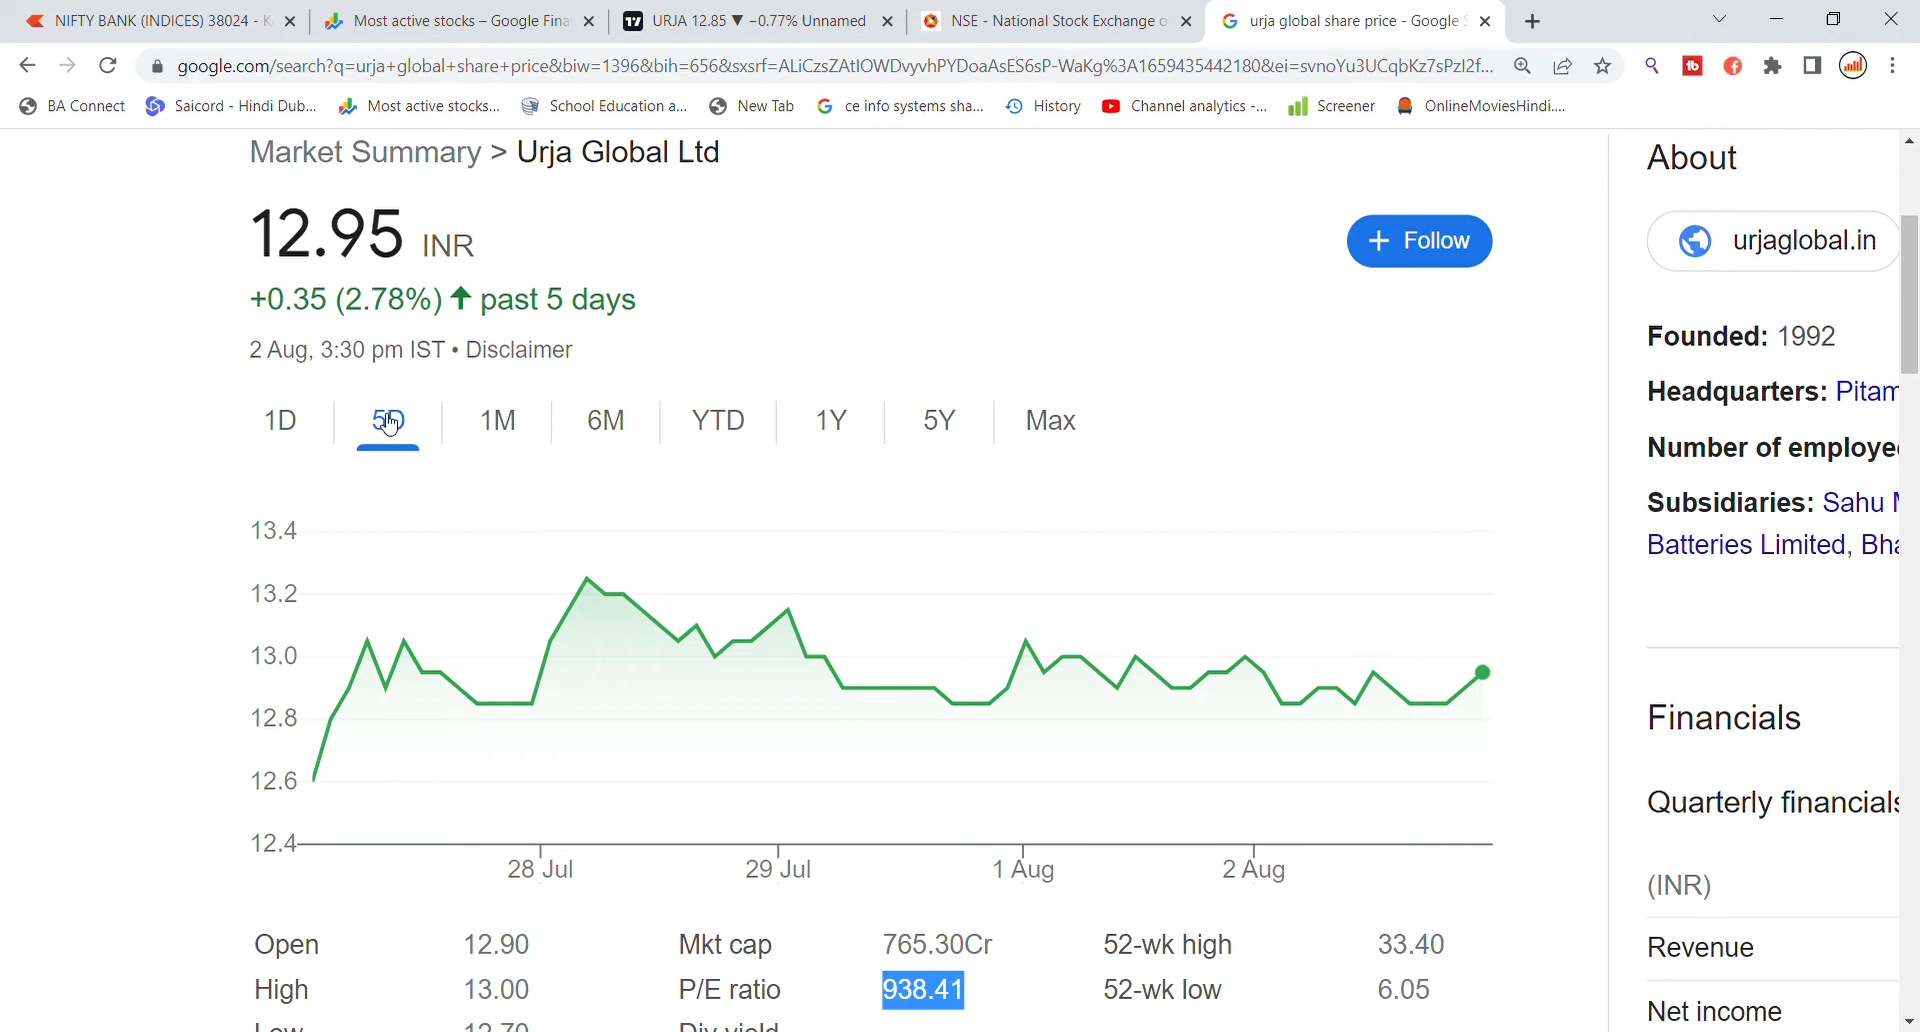 NIFTY BANK (INDICES) 38024 - K
Most active stocks – Google Fina
URJA 12.85 ▼ −0.77% Unnamed
NSE - National Stock Exchange o
urja global share price - Google S
google.com/search?q=urja+global+share+price&biw=1396&bih=656&sxsrf=ALiCzsZAtIOWDvyvhPYDoaAsES6sP-WaKg%3A1659435442180&ei=svnoYu3UCqbKz7sPzI2f...
BA Connect
Saicord - Hindi Dub...
Most active stocks...
School Education a...
New Tab
ce info systems sha...
History
Channel analytics -...
Screener
OnlineMoviesHindi....
Market Summary > Urja Global Ltd
12.95 INR
+ Follow
+0.35 (2.78%) ↑ past 5 days
2 Aug, 3:30 pm IST • Disclaimer
1D 5D 1M 6M YTD 1Y 5Y Max
13.4
13.2
13.0
12.8
12.6
12.4
28 Jul 29 Jul 1 Aug 2 Aug
Open 12.90 Mkt cap 765.30Cr 52-wk high 33.40
High 13.00 P/E ratio 938.41 52-wk low 6.05
Low 12.70 Div yield
About
urjaglobal.in
Founded: 1992
Headquarters: Pitam
Number of employe
Subsidiaries: Sahu
Batteries Limited, Bha
Financials
Quarterly financials
(INR)
Revenue
Net income